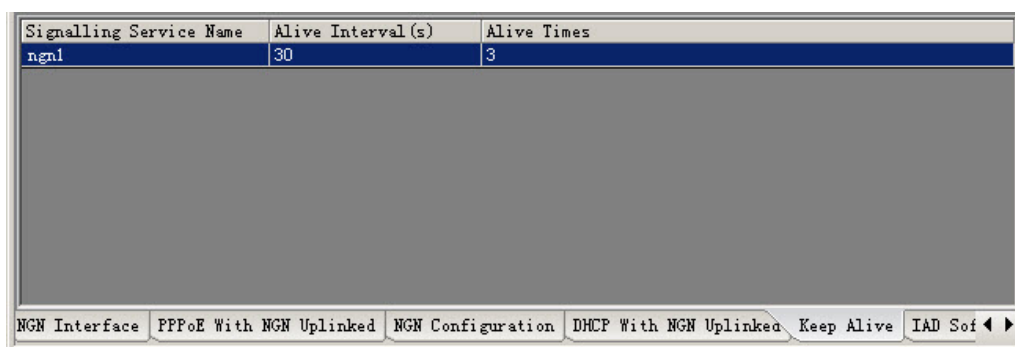 Signalling Service Name Alive Interval(s) Alive Times
ngn1 30 3
NGN Interface PPPoE With NGN Uplinked NGN Configuration DHCP With NGN Uplinked Keep Alive IAD Sof